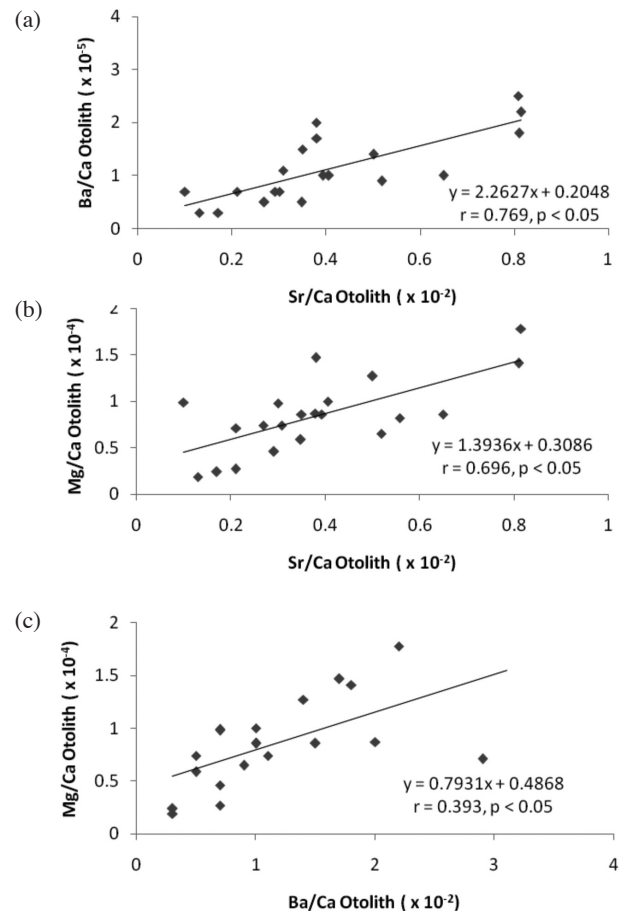 (a)
4
3
2
1
0
Ba/Ca Otolith ( x 10⁻⁵)
y = 2.2627x + 0.2048
r = 0.769, p < 0.05
0 0.2 0.4 0.6 0.8 1
Sr/Ca Otolith ( x 10⁻²)
(b)
2
1.5
1
0.5
0
Mg/Ca Otolith ( x 10⁻⁴)
y = 1.3936x + 0.3086
r = 0.696, p < 0.05
0 0.2 0.4 0.6 0.8 1
Sr/Ca Otolith ( x 10⁻²)
(c)
2
1.5
1
0.5
0
Mg/Ca Otolith ( x 10⁻⁴)
y = 0.7931x + 0.4868
r = 0.393, p < 0.05
0 1 2 3 4
Ba/Ca Otolith ( x 10⁻²)